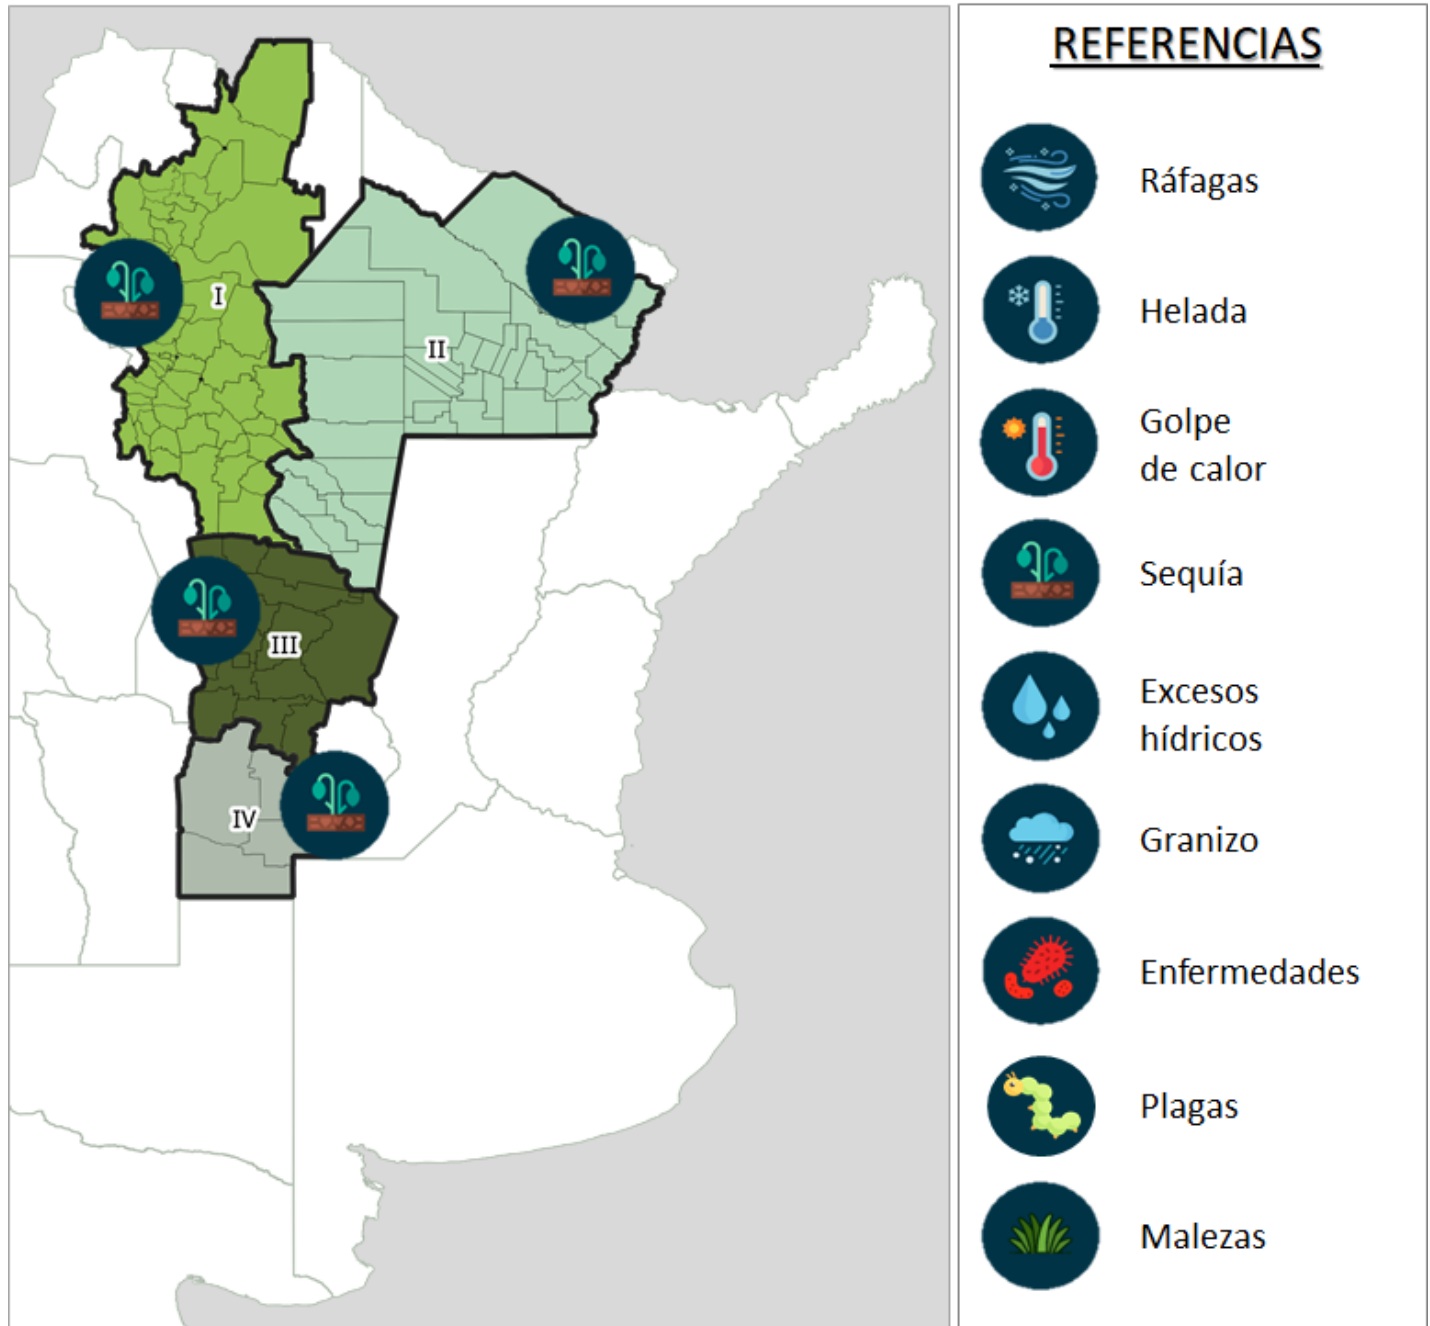 I
II
III
IV
REFERENCIAS
Ráfagas
Helada
Golpe
de calor
Sequía
Excesos
hídricos
Granizo
Enfermedades
Plagas
Malezas